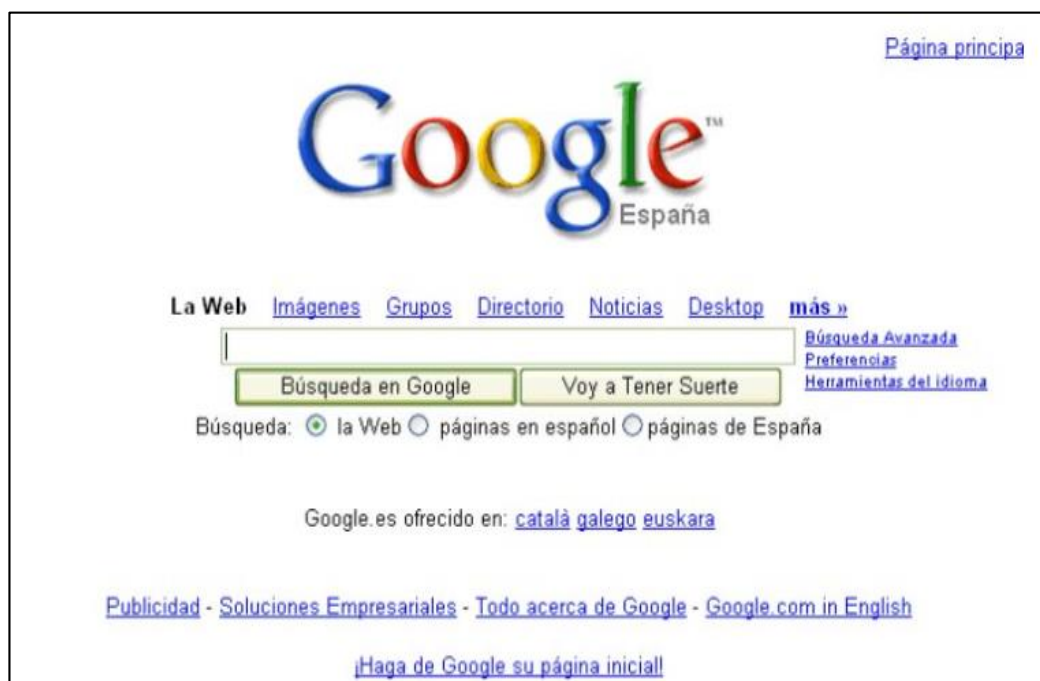 Página principa
Google™
España
La Web Imágenes Grupos Directorio Noticias Desktop más »
Búsqueda Avanzada
Preferencias
Herramientas del idioma
Búsqueda en Google Voy a Tener Suerte
Búsqueda: la Web páginas en español páginas de España
Google.es ofrecido en: català galego euskara
Publicidad - Soluciones Empresariales - Todo acerca de Google - Google.com in English
¡Haga de Google su página inicial!